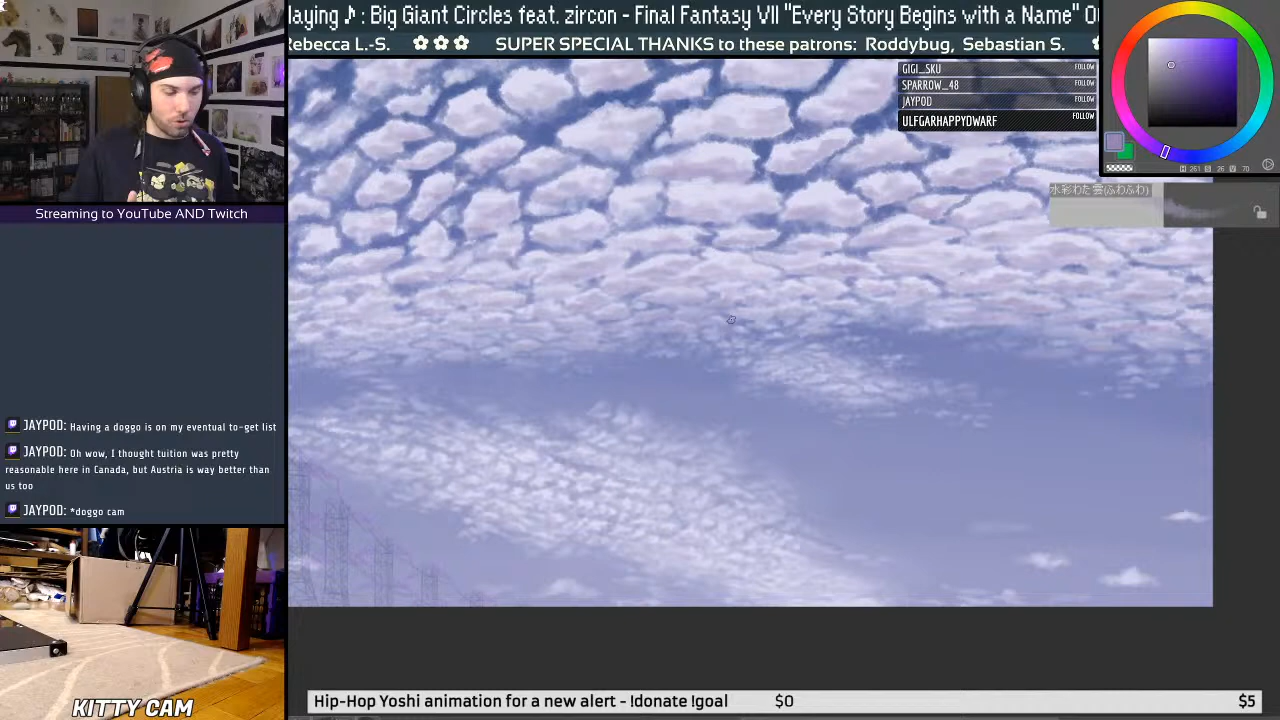 laying ♪ : Big Giant Circles feat. zircon - Final Fantasy VII "Every Story Begins with a Name" O
Rebecca L.-S. ✿ ✿ ✿ SUPER SPECIAL THANKS to these patrons: Roddybug, Sebastian S.
GIGI_SKU FOLLOW
SPARROW_48 FOLLOW
JAYPOD FOLLOW
ULFGARHAPPYDWARF FOLLOW
H 251 S 26 V 70
水彩わた雲(ふわふわ)
Streaming to YouTube AND Twitch
JAYPOD: Having a doggo is on my eventual to-get list
JAYPOD: Oh wow, I thought tuition was pretty
reasonable here in Canada, but Austria is way better than
us too
JAYPOD: *doggo cam
KITTY CAM
Hip-Hop Yoshi animation for a new alert - !donate !goal $0 $5